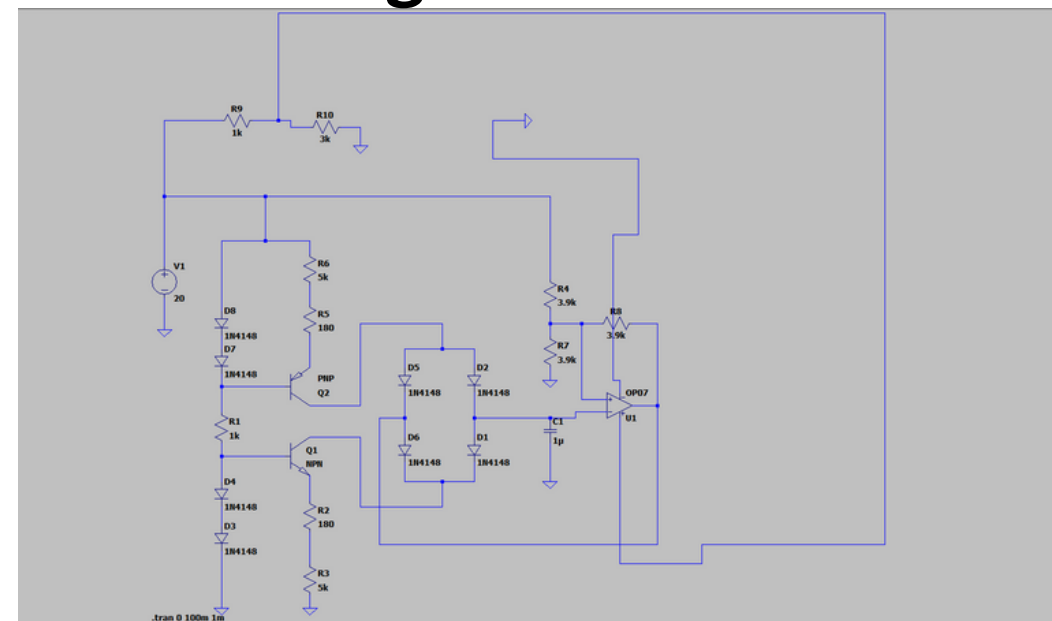 g
R9
1k
R10
3k
V1
20
R6
5k
R5
180
D8
1N4148
D7
1N4148
PNP
Q2
R1
1k
Q1
NPN
D4
1N4148
D3
1N4148
R2
180
R3
5k
D5
1N4148
D2
1N4148
D6
1N4148
D1
1N4148
R4
3.9k
R8
3.9k
R7
3.9k
C1
1µ
OP07
U1
.tran 0 100m 1m